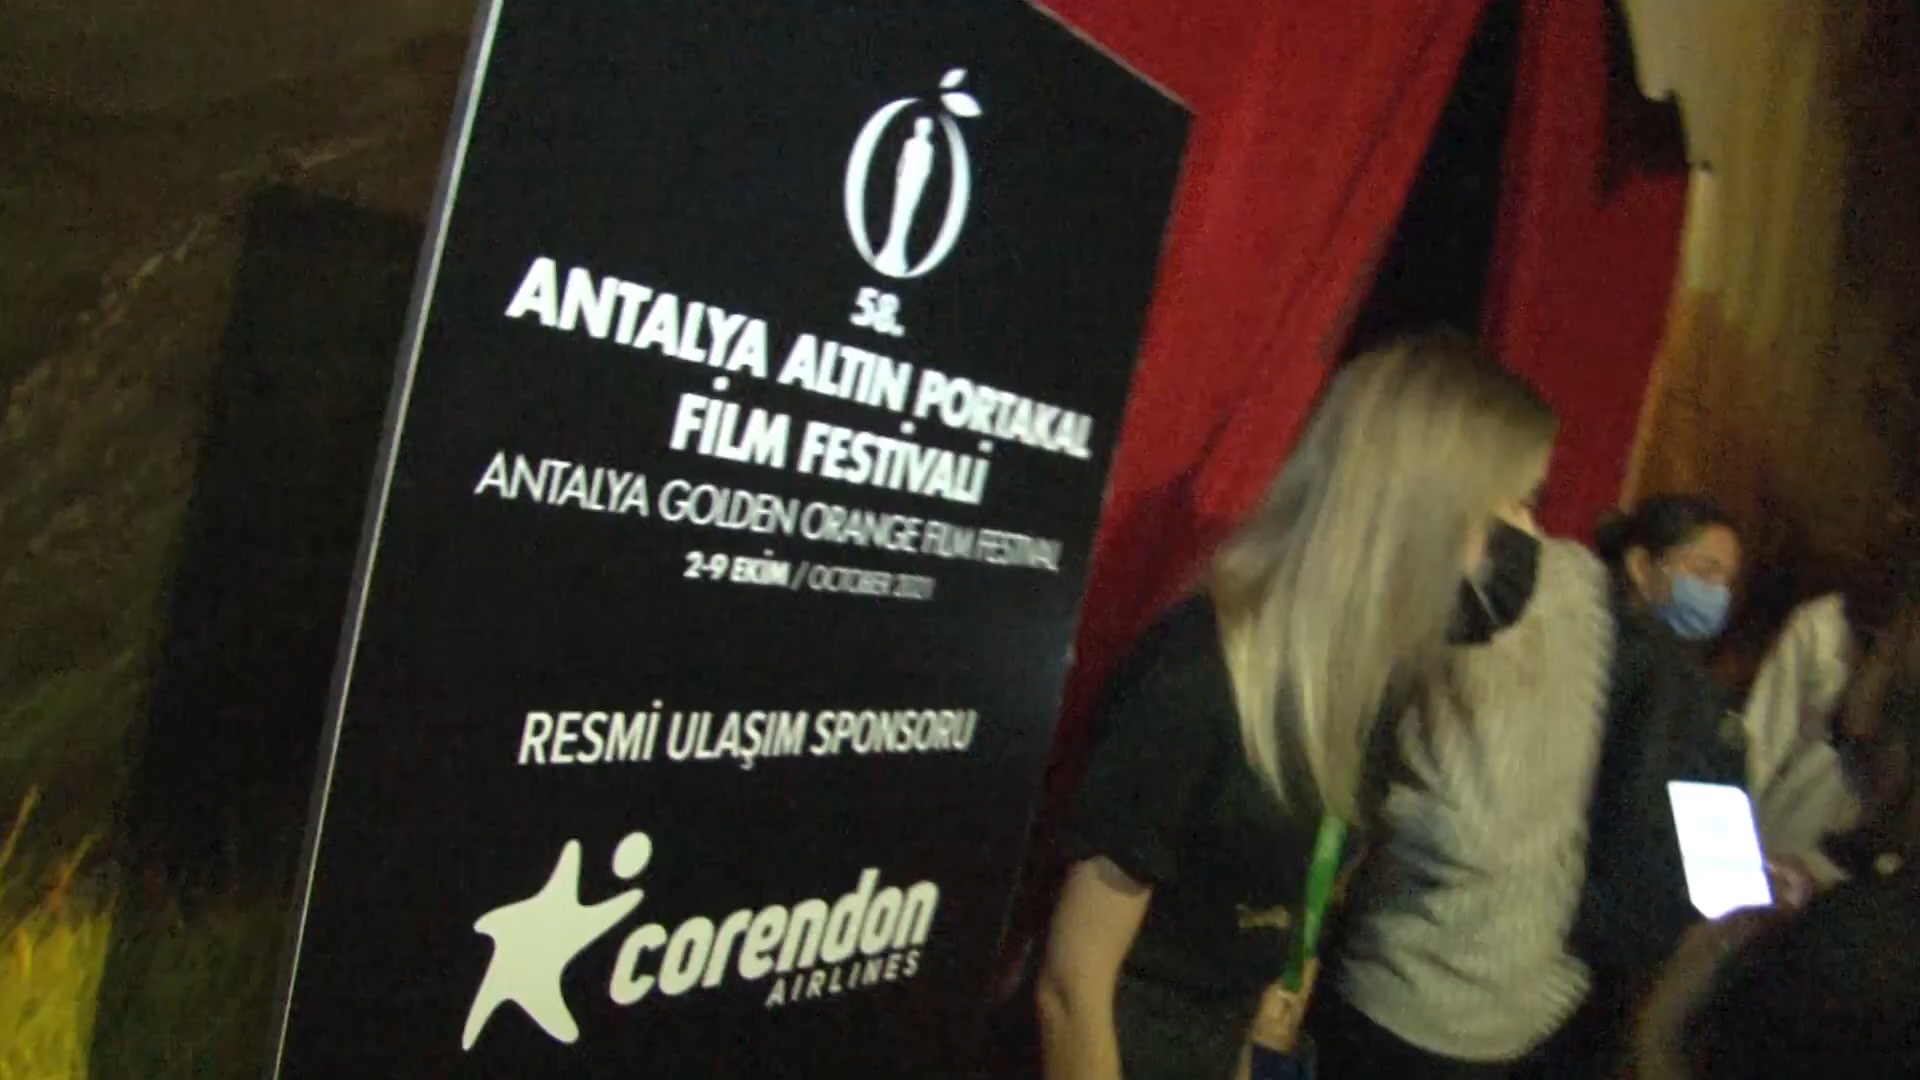 58.
ANTALYA ALTIN PORTAKAL
FİLM FESTİVALİ
ANTALYA GOLDEN ORANGE FILM FESTIVAL
2-9 EKİM / OCTOBER 2021
RESMİ ULAŞIM SPONSORU
corendon
AIRLINES